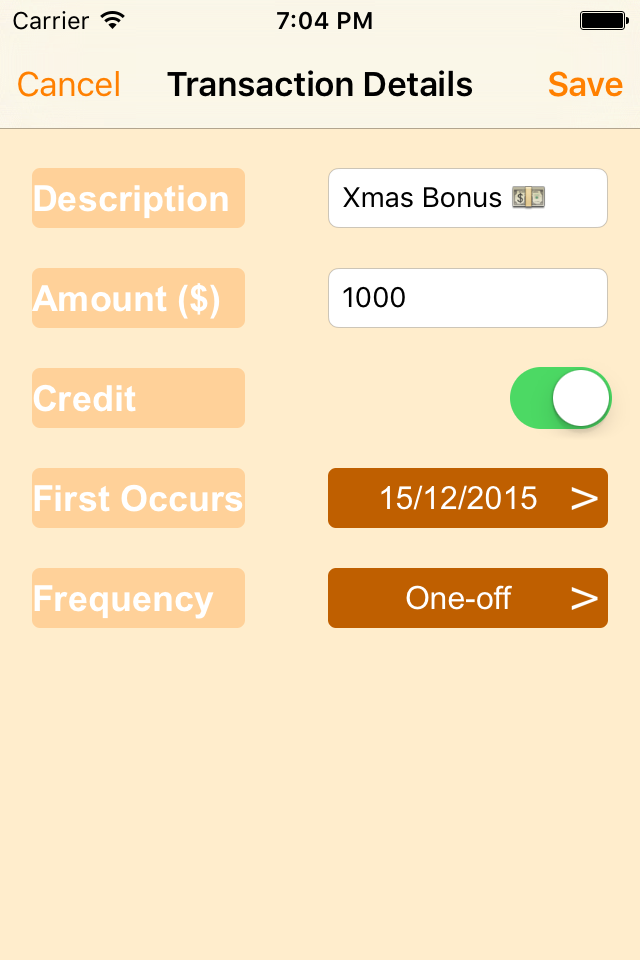 Carrier 7:04 PM
Cancel Transaction Details Save
Description Xmas Bonus 💵
Amount ($) 1000
Credit
First Occurs 15/12/2015 >
Frequency One-off >